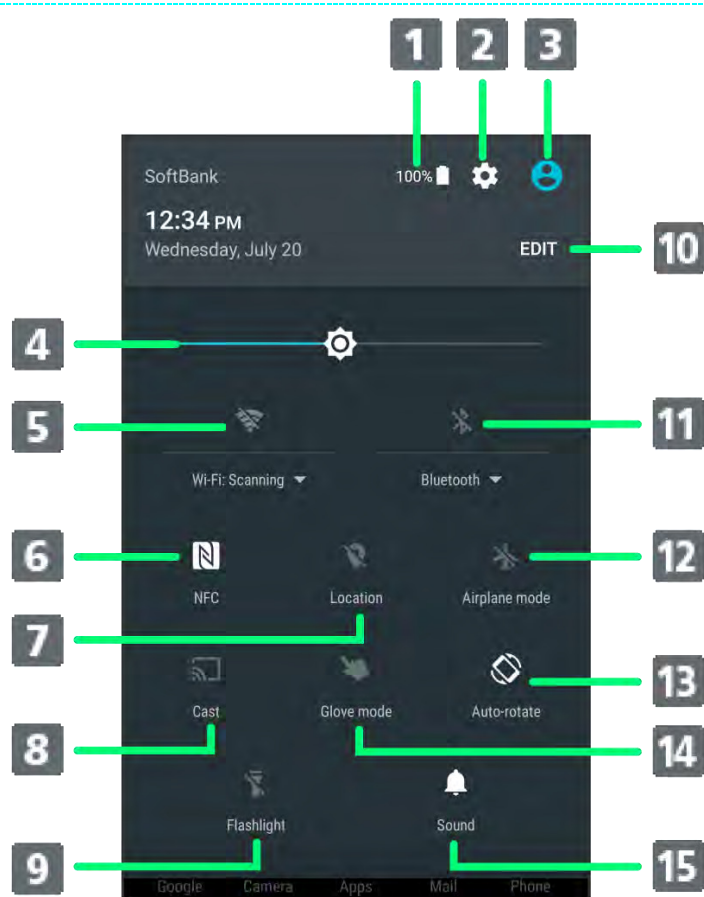 1 2 3
SoftBank 100%
12:34 PM
Wednesday, July 20 EDIT 10
4
5 11
Wi-Fi: Scanning Bluetooth
6 12
NFC Location Airplane mode
7
13
Cast Glove mode Auto-rotate
8 14
Flashlight Sound
9 15
Google Camera Apps Mail Phone